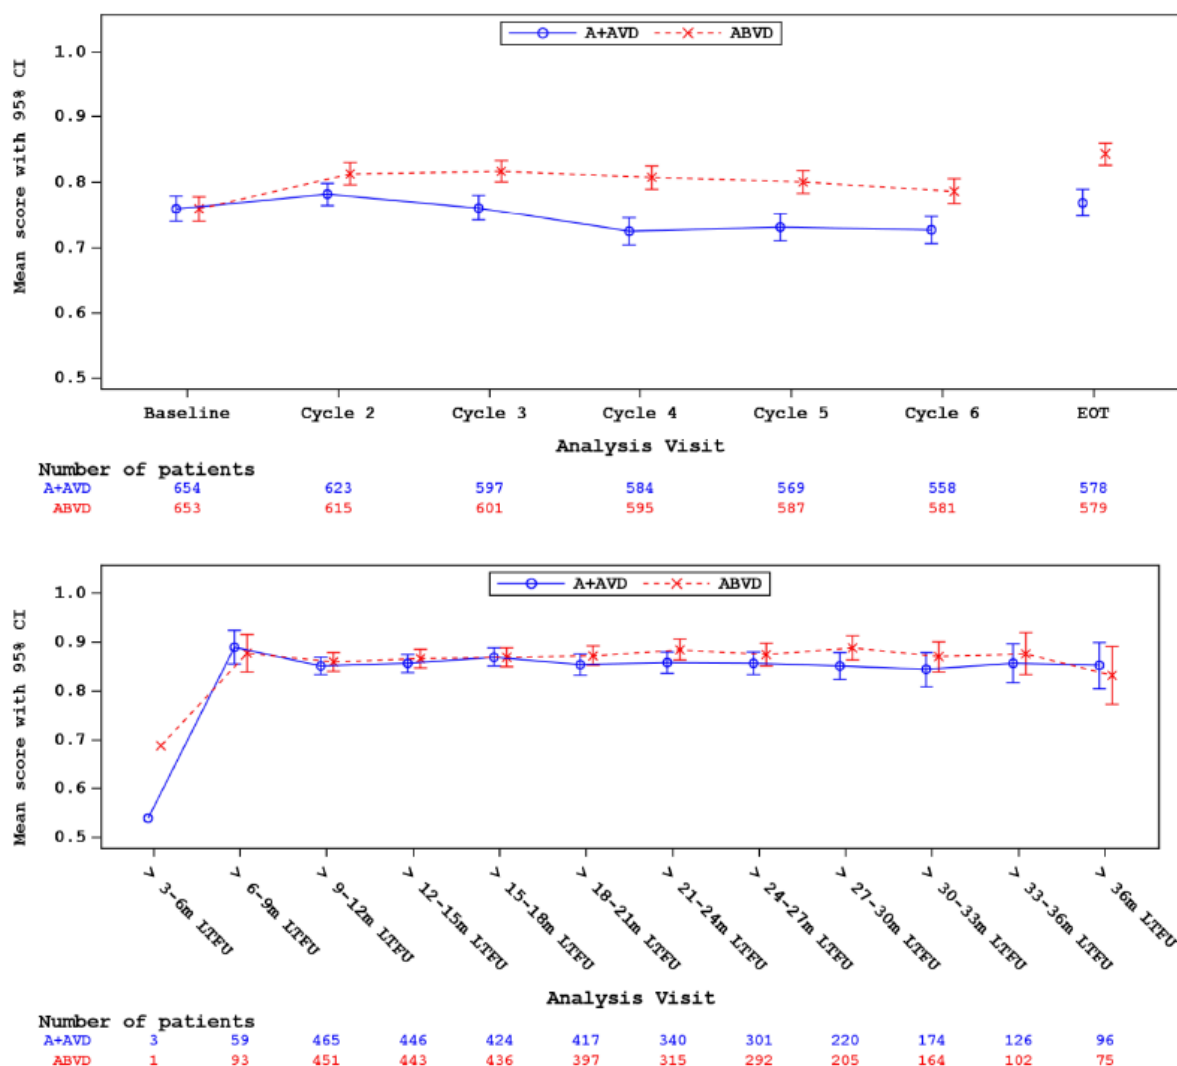 A+AVD ABVD
Mean score with 95% CI
1.0
0.9
0.8
0.7
0.6
0.5
Baseline Cycle 2 Cycle 3 Cycle 4 Cycle 5 Cycle 6 EOT
Analysis Visit
Number of patients
A+AVD 654 623 597 584 569 558 578
ABVD 653 615 601 595 587 581 579
A+AVD ABVD
Mean score with 95% CI
1.0
0.9
0.8
0.7
0.6
0.5
> 3-6m LTFU > 6-9m LTFU > 9-12m LTFU > 12-15m LTFU > 15-18m LTFU > 18-21m LTFU > 21-24m LTFU > 24-27m LTFU > 27-30m LTFU > 30-33m LTFU > 33-36m LTFU > 36m LTFU
Analysis Visit
Number of patients
A+AVD 3 59 465 446 424 417 340 301 220 174 126 96
ABVD 1 93 451 443 436 397 315 292 205 164 102 75